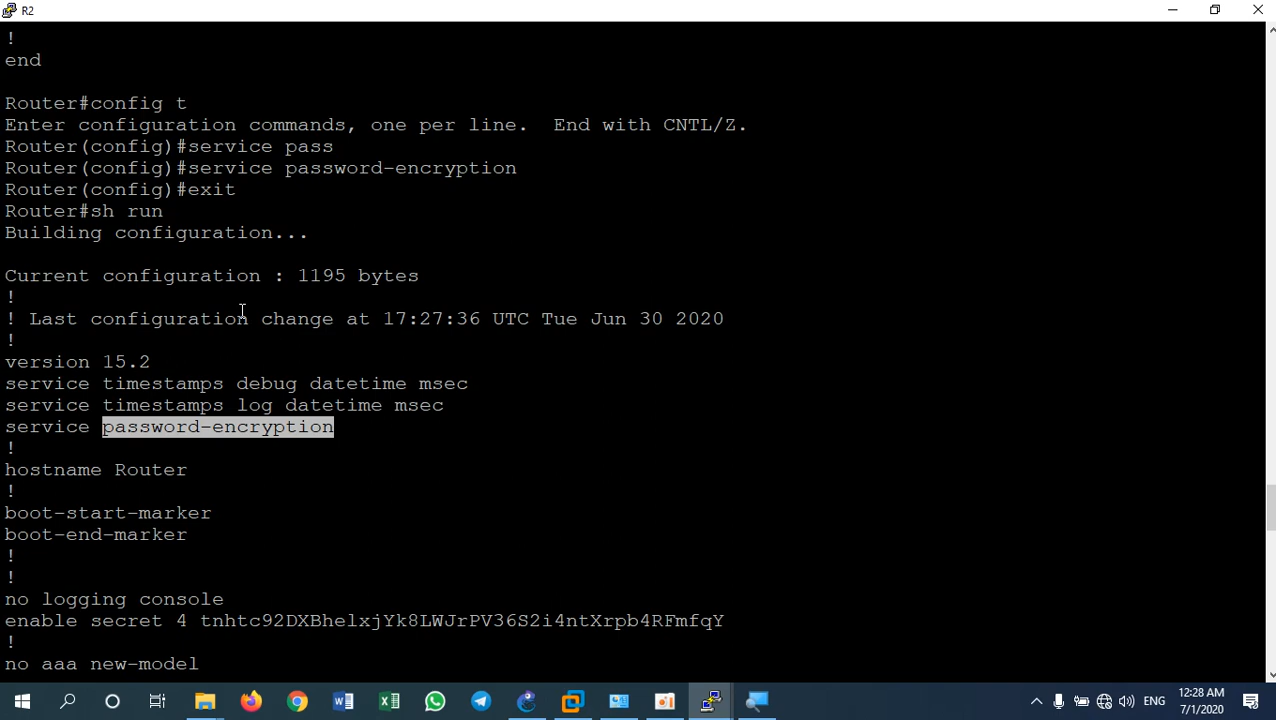 R2
!
end
Router#config t
Enter configuration commands, one per line.  End with CNTL/Z.
Router(config)#service pass
Router(config)#service password-encryption
Router(config)#exit
Router#sh run
Building configuration...
Current configuration : 1195 bytes
!
! Last configuration change at 17:27:36 UTC Tue Jun 30 2020
!
version 15.2
service timestamps debug datetime msec
service timestamps log datetime msec
service password-encryption
!
hostname Router
!
boot-start-marker
boot-end-marker
!
!
no logging console
enable secret 4 tnhtc92DXBhelxjYk8LWJrPV36S2i4ntXrpb4RFmfqY
!
no aaa new-model
ENG
12:28 AM
7/1/2020